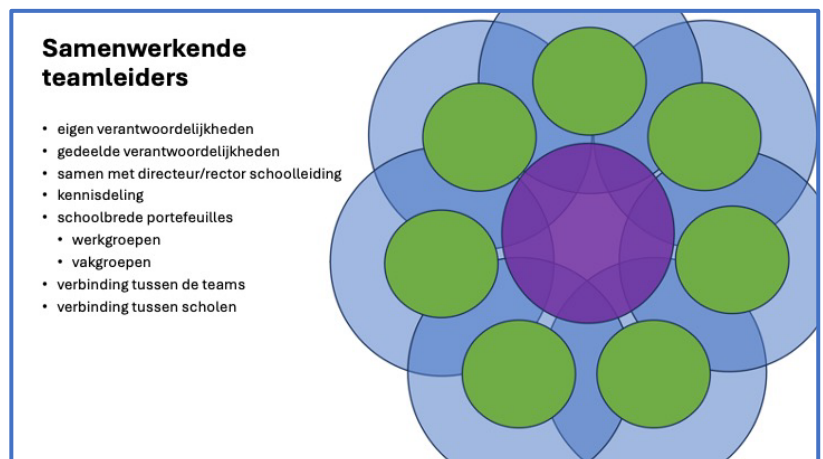 Samenwerkende
teamleiders
• eigen verantwoordelijkheden
• gedeelde verantwoordelijkheden
• samen met directeur/rector schoolleiding
• kennisdeling
• schoolbrede portefeuilles
• werkgroepen
• vakgroepen
• verbinding tussen de teams
• verbinding tussen scholen